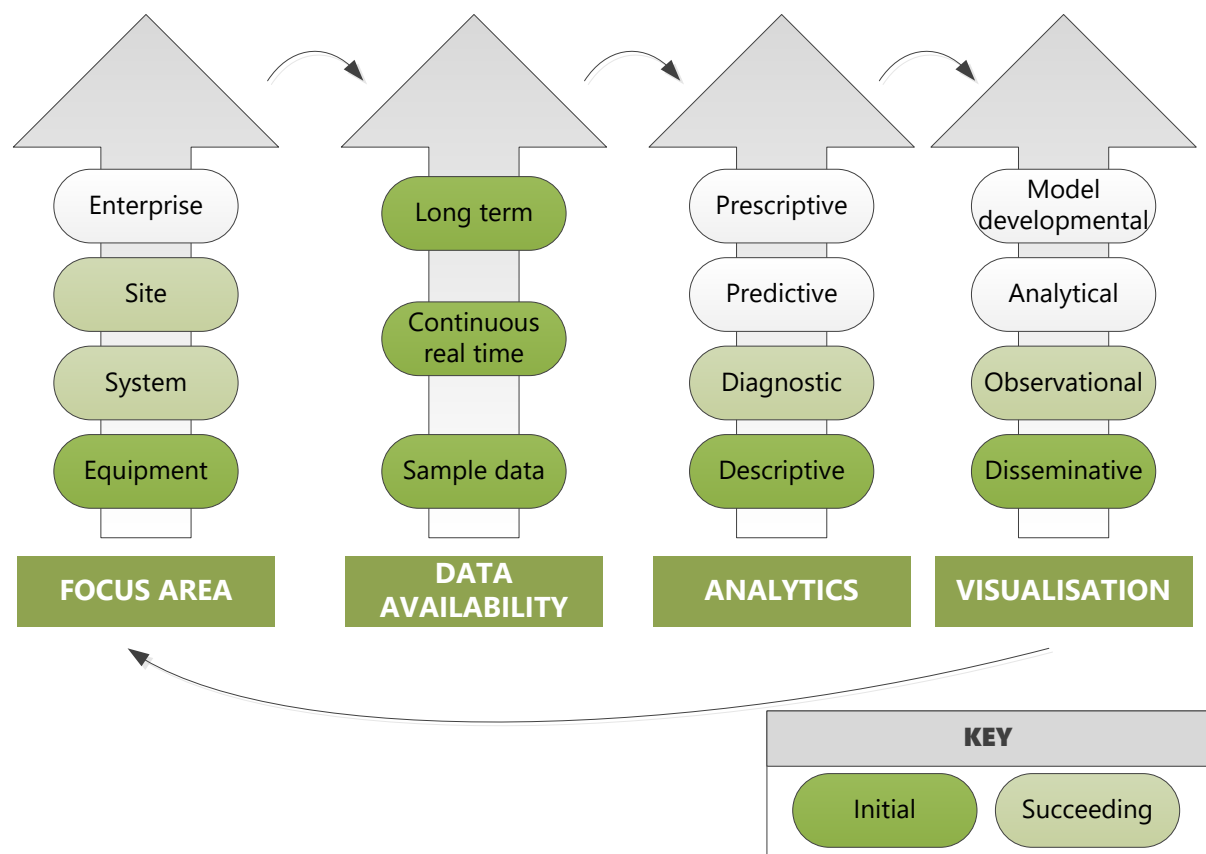 Enterprise
Site
System
Equipment
FOCUS AREA
Long term
Continuous
real time
Sample data
DATA
AVAILABILITY
Prescriptive
Predictive
Diagnostic
Descriptive
ANALYTICS
Model
developmental
Analytical
Observational
Disseminative
VISUALISATION
KEY
Initial
Succeeding